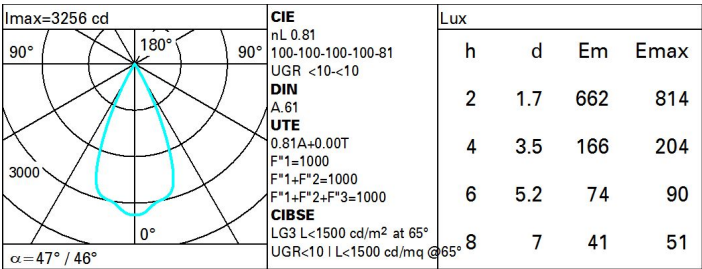 Imax=3256 cd
90°
180°
90°
3000
0°
α=47° / 46°
CIE
nL 0.81
100-100-100-100-81
UGR <10-<10
DIN
A.61
UTE
0.81A+0.00T
F"1=1000
F"1+F"2=1000
F"1+F"2+F"3=1000
CIBSE
LG3 L<1500 cd/m² at 65°
UGR<10 | L<1500 cd/mq @65°
Lux
h d Em Emax
2 1.7 662 814
4 3.5 166 204
6 5.2 74 90
8 7 41 51